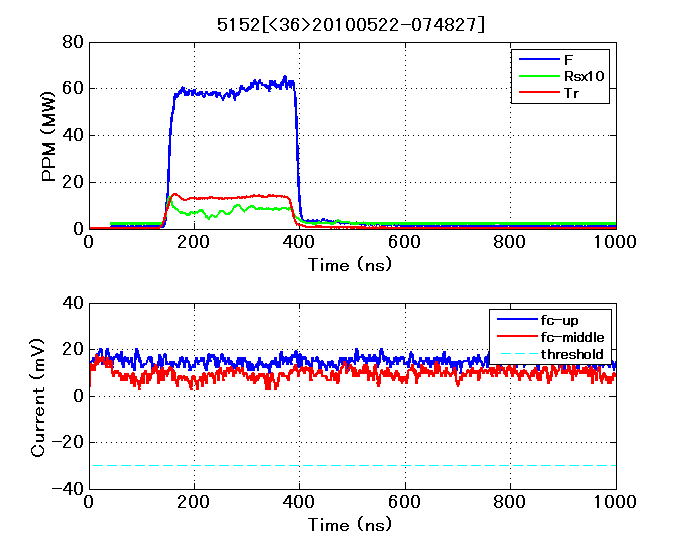 5152[<36>20100522-074827]
80
60
40
20
0
PPM (MW)
F
Rsx10
Tr
0 200 400 600 800 1000
Time (ns)
40
20
0
-20
-40
Current (mV)
fc-up
fc-middle
threshold
0 200 400 600 800 1000
Time (ns)